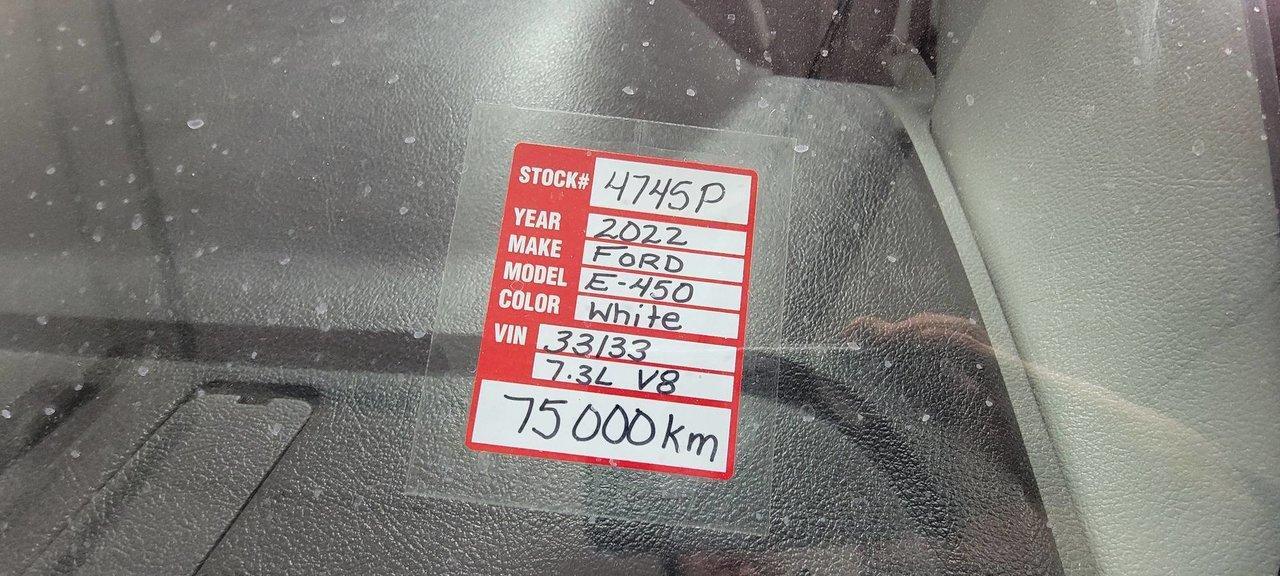 STOCK# 4745P
YEAR 2022
MAKE FORD
MODEL E-450
COLOR White
VIN .33133
7.3L V8
75000km